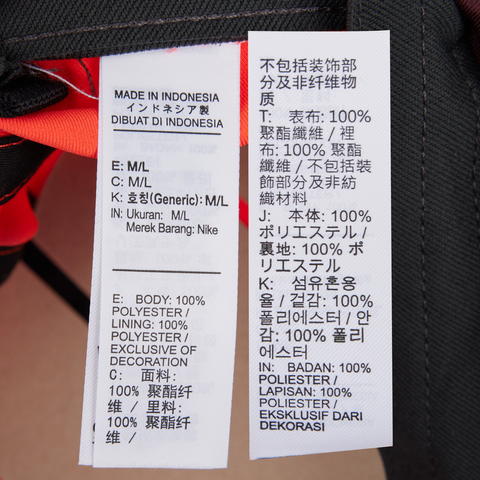 MADE IN INDONESIA
インドネシア製
DIBUAT DI INDONESIA
E: M/L
C: M/L
K: 호칭(Generic): M/L
IN: Ukuran: M/L
Merek Barang: Nike
E: BODY: 100%
POLYESTER /
LINING: 100%
POLYESTER /
EXCLUSIVE OF
DECORATION
C: 面料:
100% 聚酯纤
维 / 里料:
100% 聚酯纤
维/
不包括装饰部
分及非纤维物
质
T: 表布: 100%
聚酯纖維 / 裡
布: 100% 聚酯
纖維 / 不包括裝
飾部分及非紡
織材料
J: 本体: 100%
ポリエステル /
裏地: 100% ポ
リエステル
K: 섬유혼용
율 / 겉감: 100%
폴리에스터 / 안
감: 100% 폴리
에스터
IN: BADAN: 100%
POLIESTER /
LAPISAN: 100%
POLIESTER /
EKSKLUSIF DARI
DEKORASI